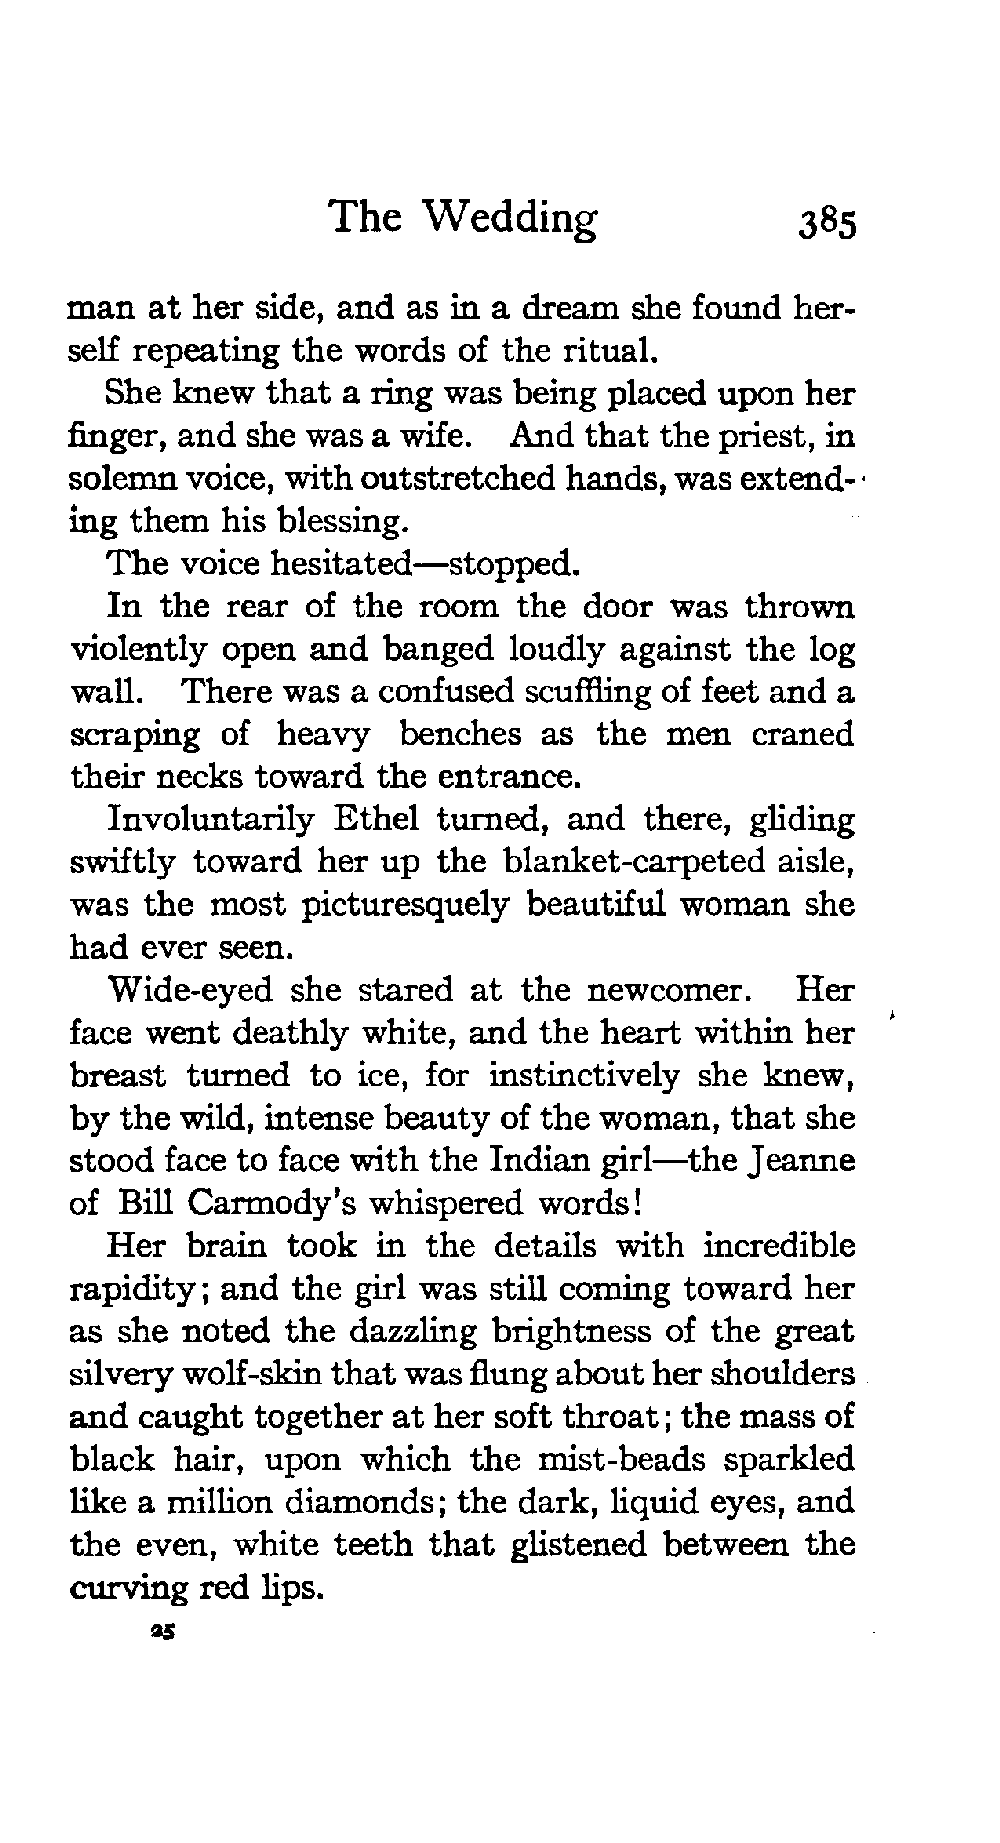 The Wedding 385
man at her side, and as in a dream she found her-
self repeating the words of the ritual.
She knew that a ring was being placed upon her
finger, and she was a wife. And that the priest, in
solemn voice, with outstretched hands, was extend-
ing them his blessing.
The voice hesitated—stopped.
In the rear of the room the door was thrown
violently open and banged loudly against the log
wall. There was a confused scuffling of feet and a
scraping of heavy benches as the men craned
their necks toward the entrance.
Involuntarily Ethel turned, and there, gliding
swiftly toward her up the blanket-carpeted aisle,
was the most picturesquely beautiful woman she
had ever seen.
Wide-eyed she stared at the newcomer. Her
face went deathly white, and the heart within her
breast turned to ice, for instinctively she knew,
by the wild, intense beauty of the woman, that she
stood face to face with the Indian girl—the Jeanne
of Bill Carmody's whispered words!
Her brain took in the details with incredible
rapidity; and the girl was still coming toward her
as she noted the dazzling brightness of the great
silvery wolf-skin that was flung about her shoulders
and caught together at her soft throat; the mass of
black hair, upon which the mist-beads sparkled
like a million diamonds; the dark, liquid eyes, and
the even, white teeth that glistened between the
curving red lips.
25